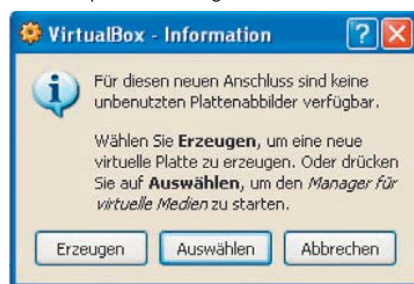 VirtualBox - Information
Für diesen neuen Anschluss sind keine
unbenutzten Plattenabbilder verfügbar.
Wählen Sie Erzeugen, um eine neue
virtuelle Platte zu erzeugen. Oder drücken
Sie auf Auswählen, um den Manager für
virtuelle Medien zu starten.
Erzeugen Auswählen Abbrechen